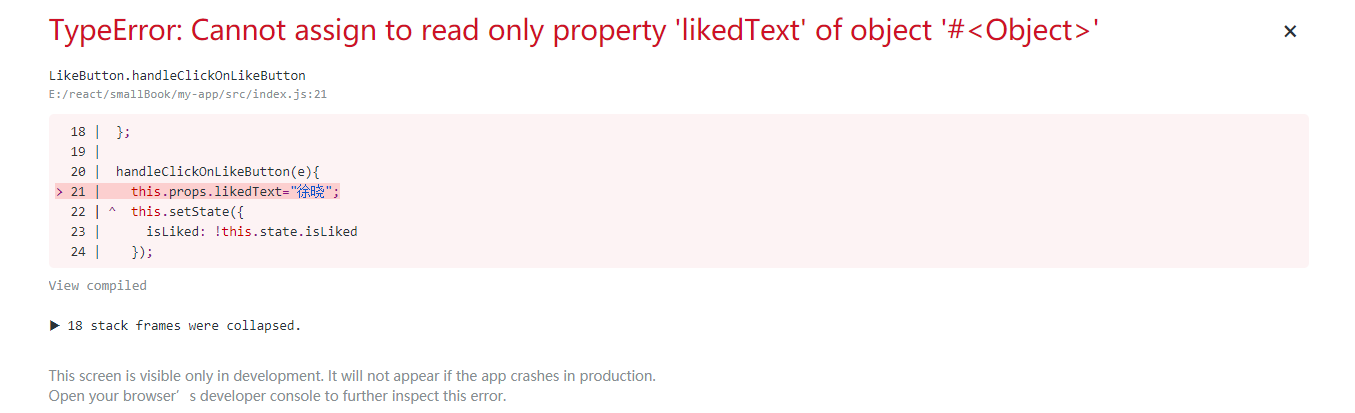 TypeError: Cannot assign to read only property 'likedText' of object '#<Object>'
×
LikeButton.handleClickOnLikeButton
E:/react/smallBook/my-app/src/index.js:21
18 | };
19 |
20 | handleClickOnLikeButton(e){
> 21 | this.props.likedText="徐晓";
22 | ^ this.setState({
23 | isLiked: !this.state.isLiked
24 | });
View compiled
▶ 18 stack frames were collapsed.
This screen is visible only in development. It will not appear if the app crashes in production.
Open your browser’s developer console to further inspect this error.